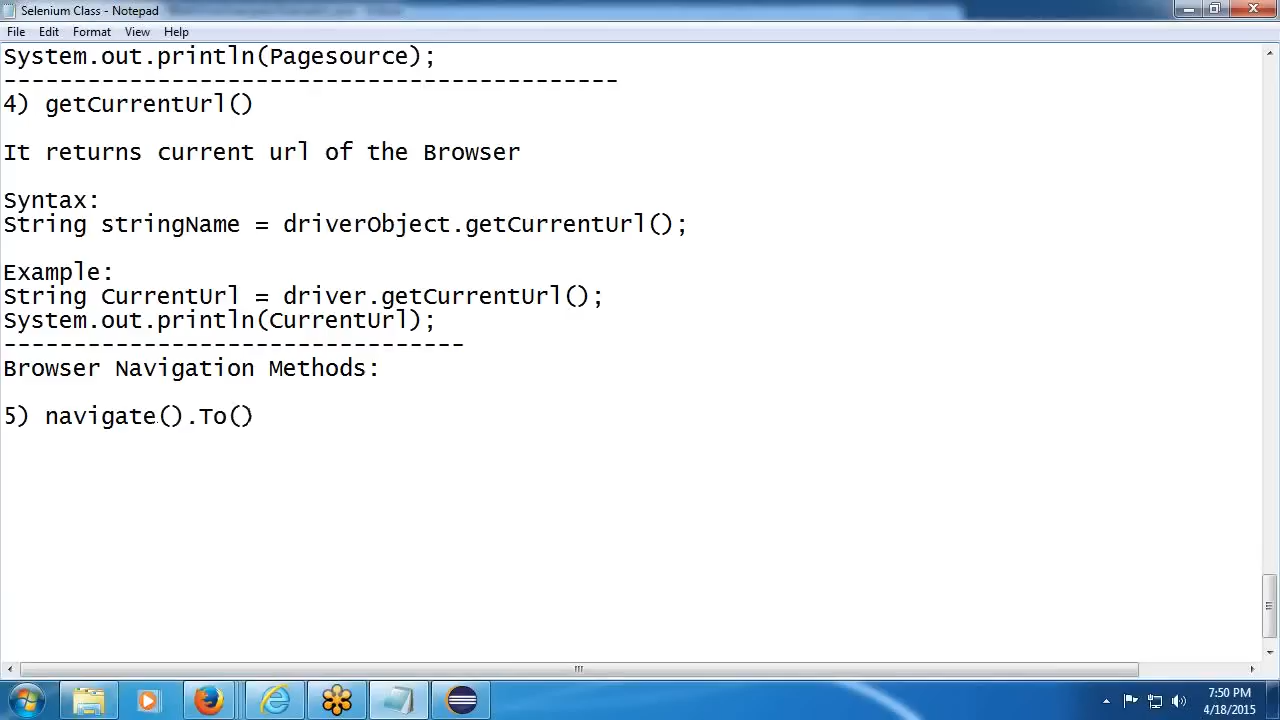 Selenium Class - Notepad
File Edit Format View Help
System.out.println(Pagesource);
--------------------------------------------
4) getCurrentUrl()
It returns current url of the Browser
Syntax:
String stringName = driverObject.getCurrentUrl();
Example:
String CurrentUrl = driver.getCurrentUrl();
System.out.println(CurrentUrl);
---------------------------------
Browser Navigation Methods:
5) navigate().To()
7:50 PM
4/18/2015